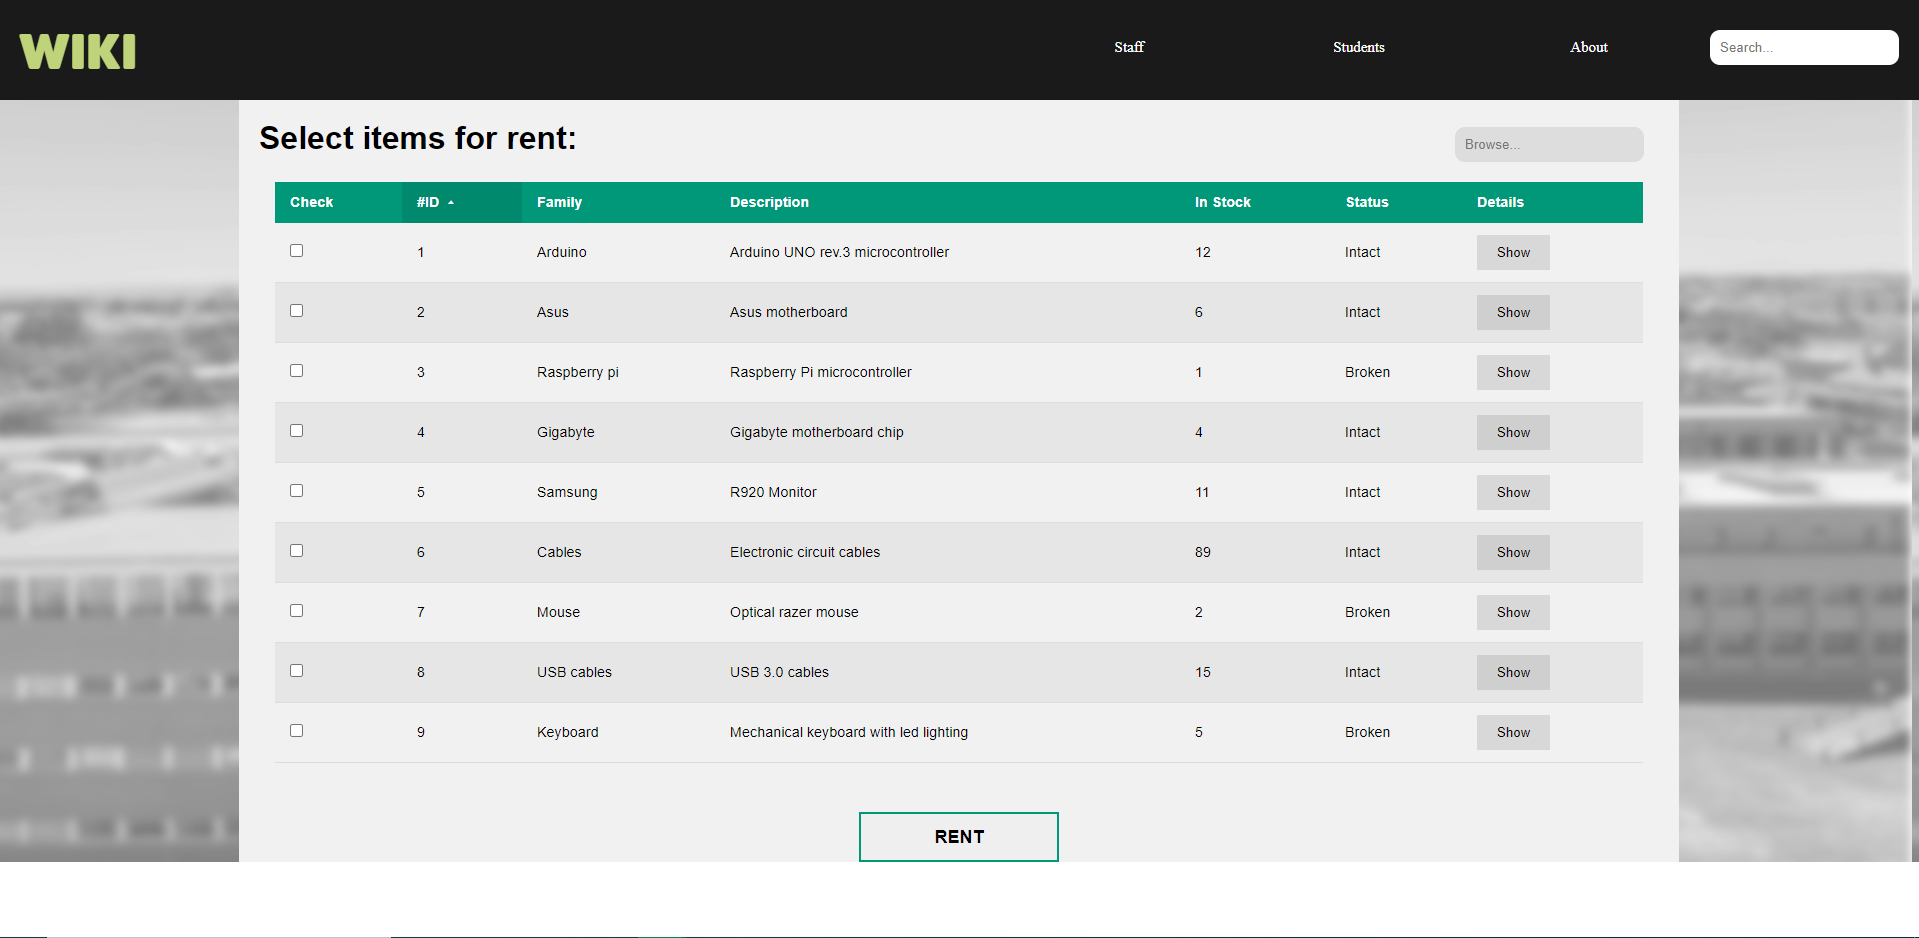 WIKI Staff Students About Search...
Select items for rent: Browse...
Check #ID Family Description In Stock Status Details
1 Arduino Arduino UNO rev.3 microcontroller 12 Intact Show
2 Asus Asus motherboard 6 Intact Show
3 Raspberry pi Raspberry Pi microcontroller 1 Broken Show
4 Gigabyte Gigabyte motherboard chip 4 Intact Show
5 Samsung R920 Monitor 11 Intact Show
6 Cables Electronic circuit cables 89 Intact Show
7 Mouse Optical razer mouse 2 Broken Show
8 USB cables USB 3.0 cables 15 Intact Show
9 Keyboard Mechanical keyboard with led lighting 5 Broken Show
RENT